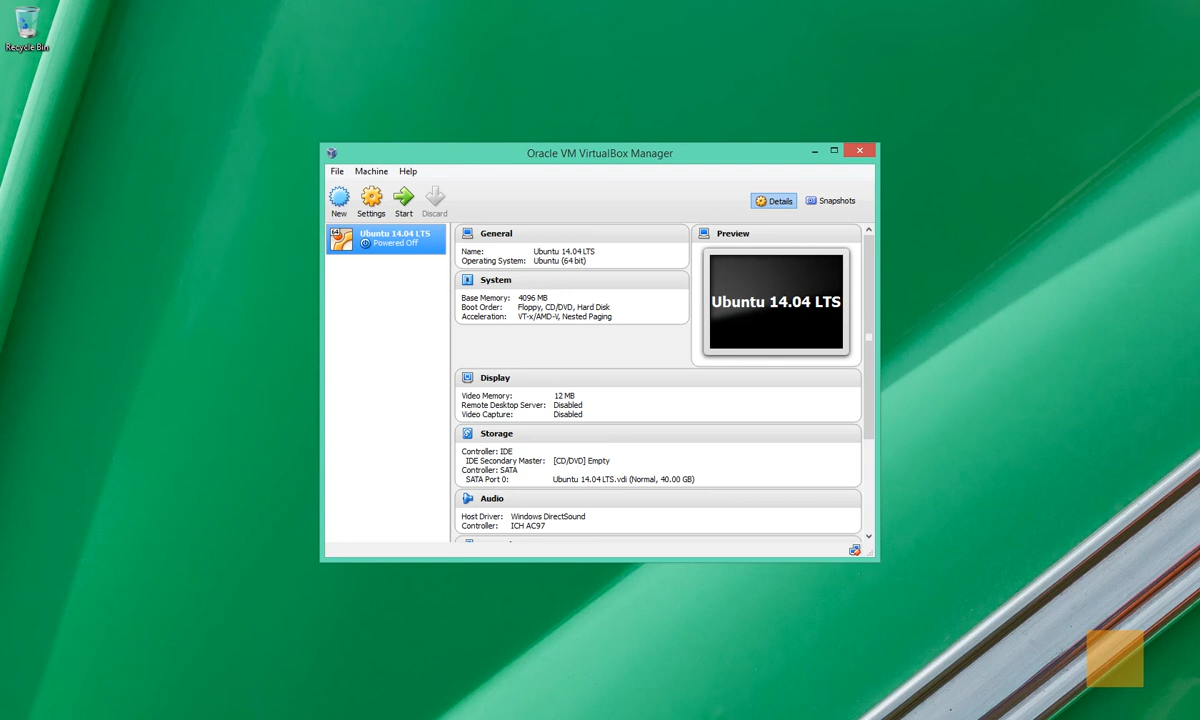 Recycle Bin
Oracle VM VirtualBox Manager
File Machine Help
New Settings Start Discard
Details Snapshots
64
Ubuntu 14.04 LTS
Powered Off
General
Name: Ubuntu 14.04 LTS
Operating System: Ubuntu (64 bit)
System
Base Memory: 4096 MB
Boot Order: Floppy, CD/DVD, Hard Disk
Acceleration: VT-x/AMD-V, Nested Paging
Preview
Ubuntu 14.04 LTS
Display
Video Memory: 12 MB
Remote Desktop Server: Disabled
Video Capture: Disabled
Storage
Controller: IDE
IDE Secondary Master: [CD/DVD] Empty
Controller: SATA
SATA Port 0: Ubuntu 14.04 LTS.vdi (Normal, 40.00 GB)
Audio
Host Driver: Windows DirectSound
Controller: ICH AC97